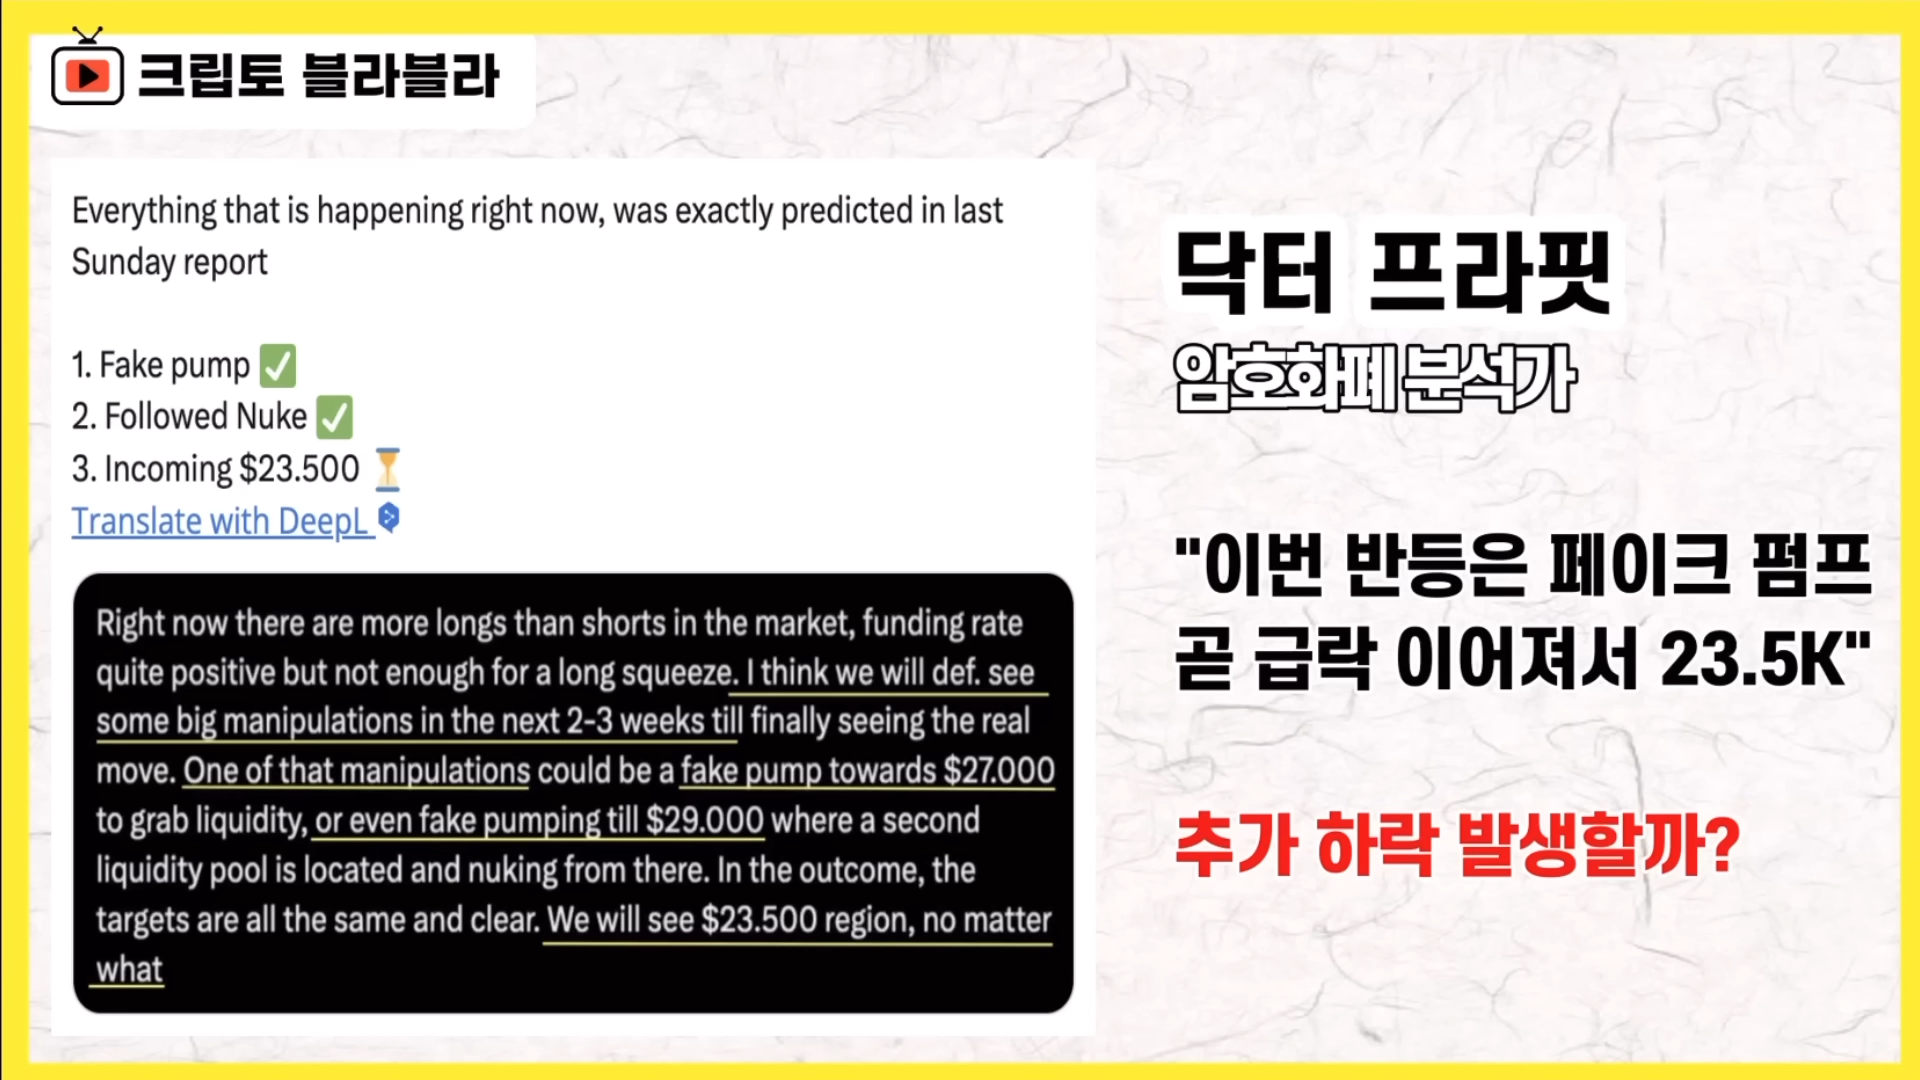 크립토 블라블라
Everything that is happening right now, was exactly predicted in last
Sunday report
1. Fake pump ✅
2. Followed Nuke ✅
3. Incoming $23.500 ⏳
Translate with DeepL
Right now there are more longs than shorts in the market, funding rate
quite positive but not enough for a long squeeze. I think we will def. see
some big manipulations in the next 2-3 weeks till finally seeing the real
move. One of that manipulations could be a fake pump towards $27.000
to grab liquidity, or even fake pumping till $29.000 where a second
liquidity pool is located and nuking from there. In the outcome, the
targets are all the same and clear. We will see $23.500 region, no matter
what
닥터 프라핏
암호화폐 분석가
"이번 반등은 페이크 펌프
곧 급락 이어져서 23.5K"
추가 하락 발생할까?